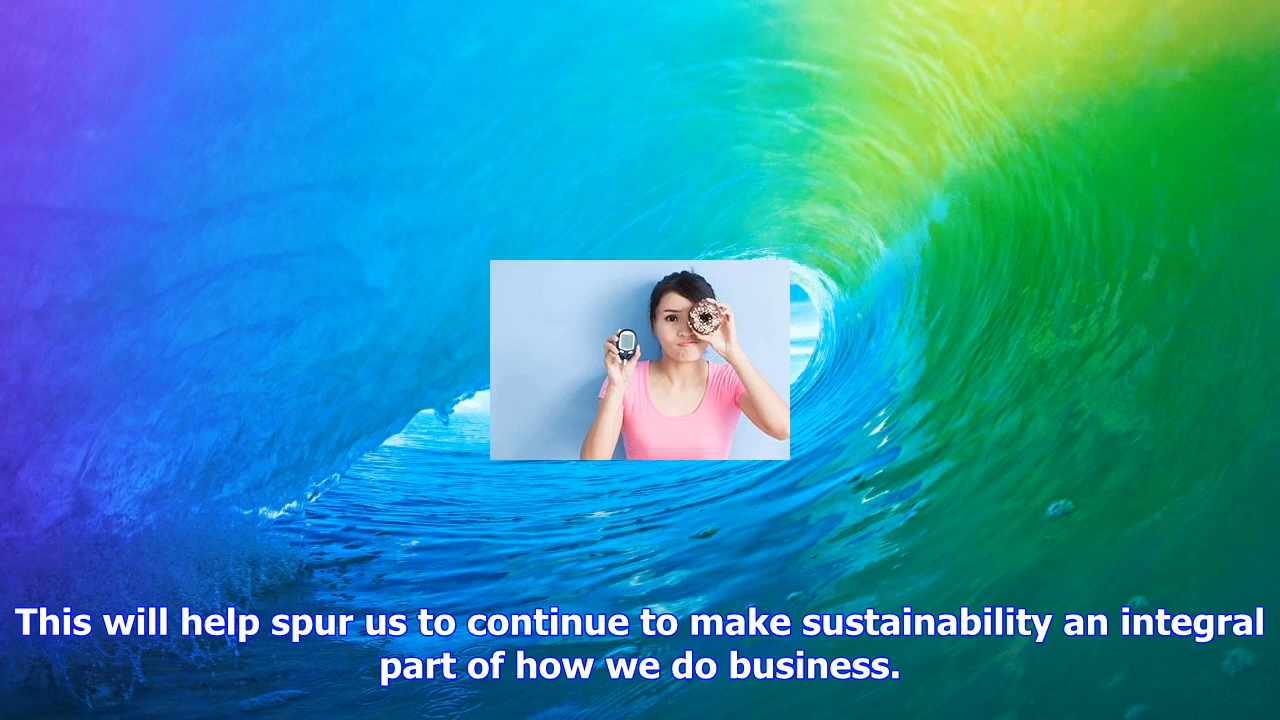 This will help spur us to continue to make sustainability an integral
part of how we do business.